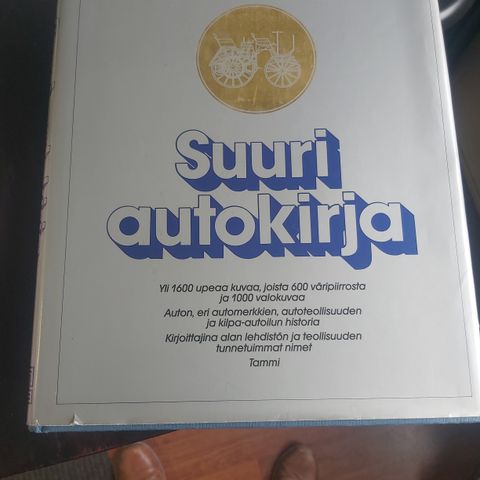 Suuri
autokirja
Yli 1600 upeaa kuvaa, joista 600 väripiirrosta
ja 1000 valokuvaa
Auton, eri automerkkien, autoteollisuuden
ja kilpa-autoilun historia
Kirjoittajina alan lehdistön ja teollisuuden
tunnetuimmat nimet
Tammi